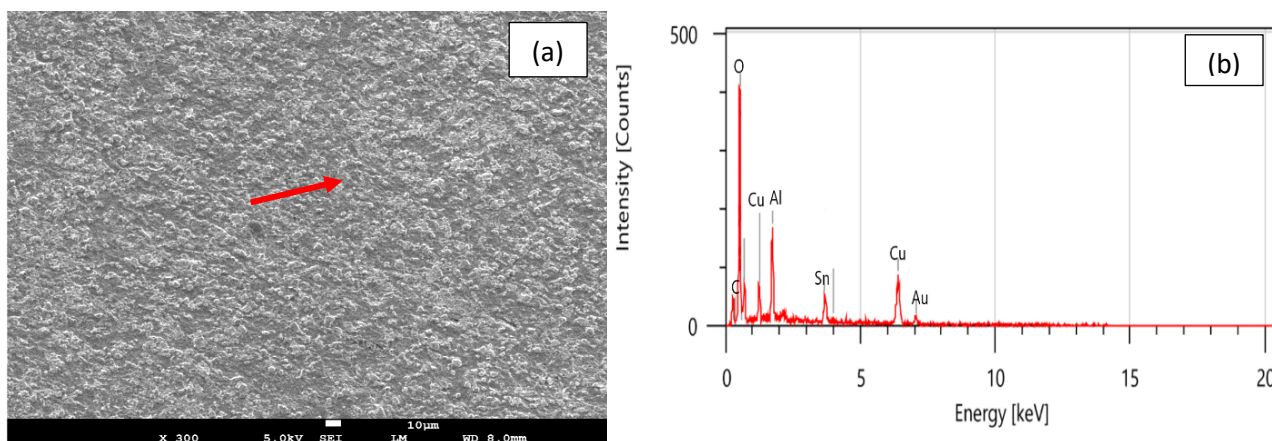 (a)
X 300 5.0kV SEI LM WD 8.0mm
10µm
(b)
Intensity [Counts]
500
0
O
C
Cu
Al
Sn
Cu
Au
0 5 10 15 20
Energy [keV]